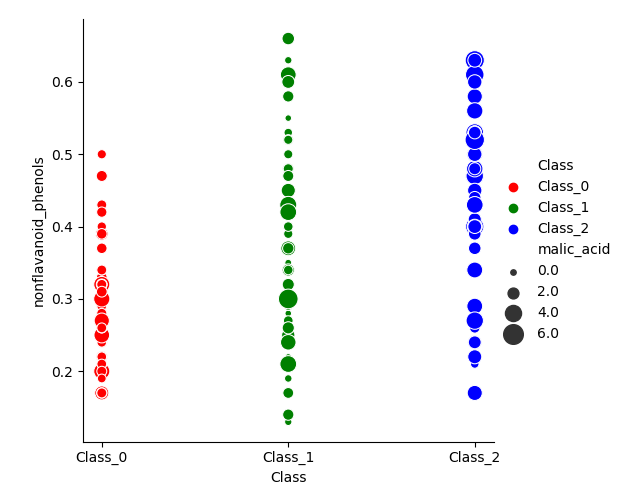 0.6
0.5
0.4
0.3
0.2
nonflavanoid_phenols
Class_0
Class_1
Class_2
Class
Class
Class_0
Class_1
Class_2
malic_acid
0.0
2.0
4.0
6.0